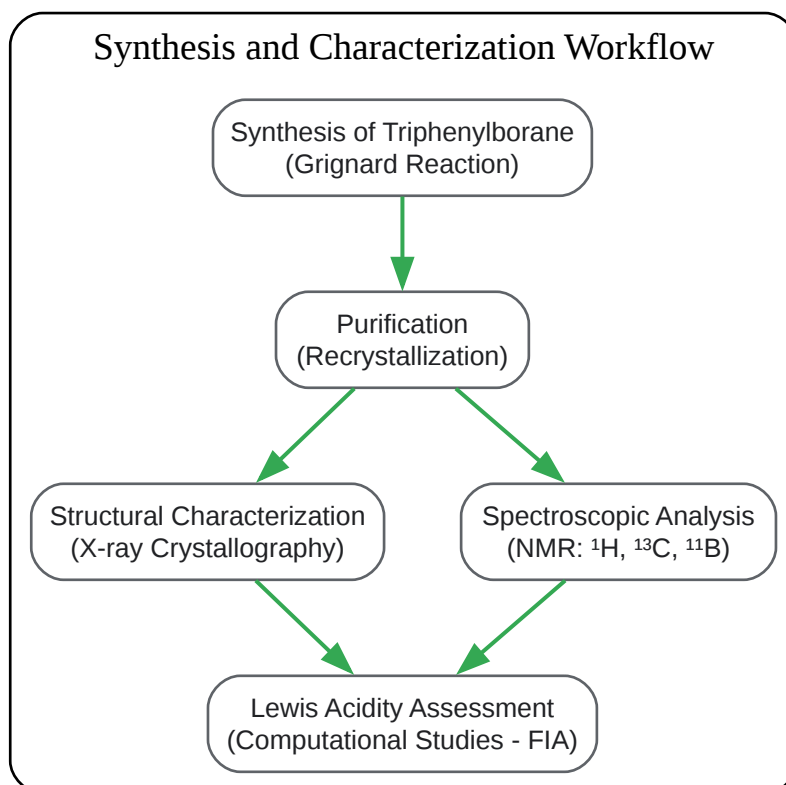 Synthesis and Characterization Workflow
Synthesis of Triphenylborane
(Grignard Reaction)
Purification
(Recrystallization)
Structural Characterization
(X-ray Crystallography)
Spectroscopic Analysis
(NMR: ¹H, ¹³C, ¹¹B)
Lewis Acidity Assessment
(Computational Studies - FIA)